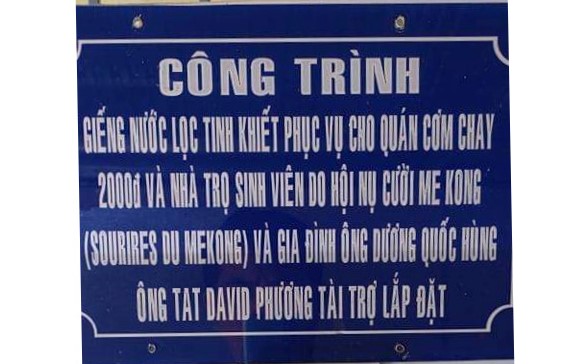 CÔNG TRÌNH
GIẾNG NƯỚC LỌC TINH KHIẾT PHỤC VỤ CHO QUÁN CƠM CHAY
2000đ VÀ NHÀ TRỌ SINH VIÊN DO HỘI NỤ CƯỜI ME KONG
(SOURIRES DU MEKONG) VÀ GIA ĐÌNH ÔNG DƯƠNG QUỐC HÙNG
ÔNG TAT DAVID PHƯƠNG TÀI TRỢ LẮP ĐẶT